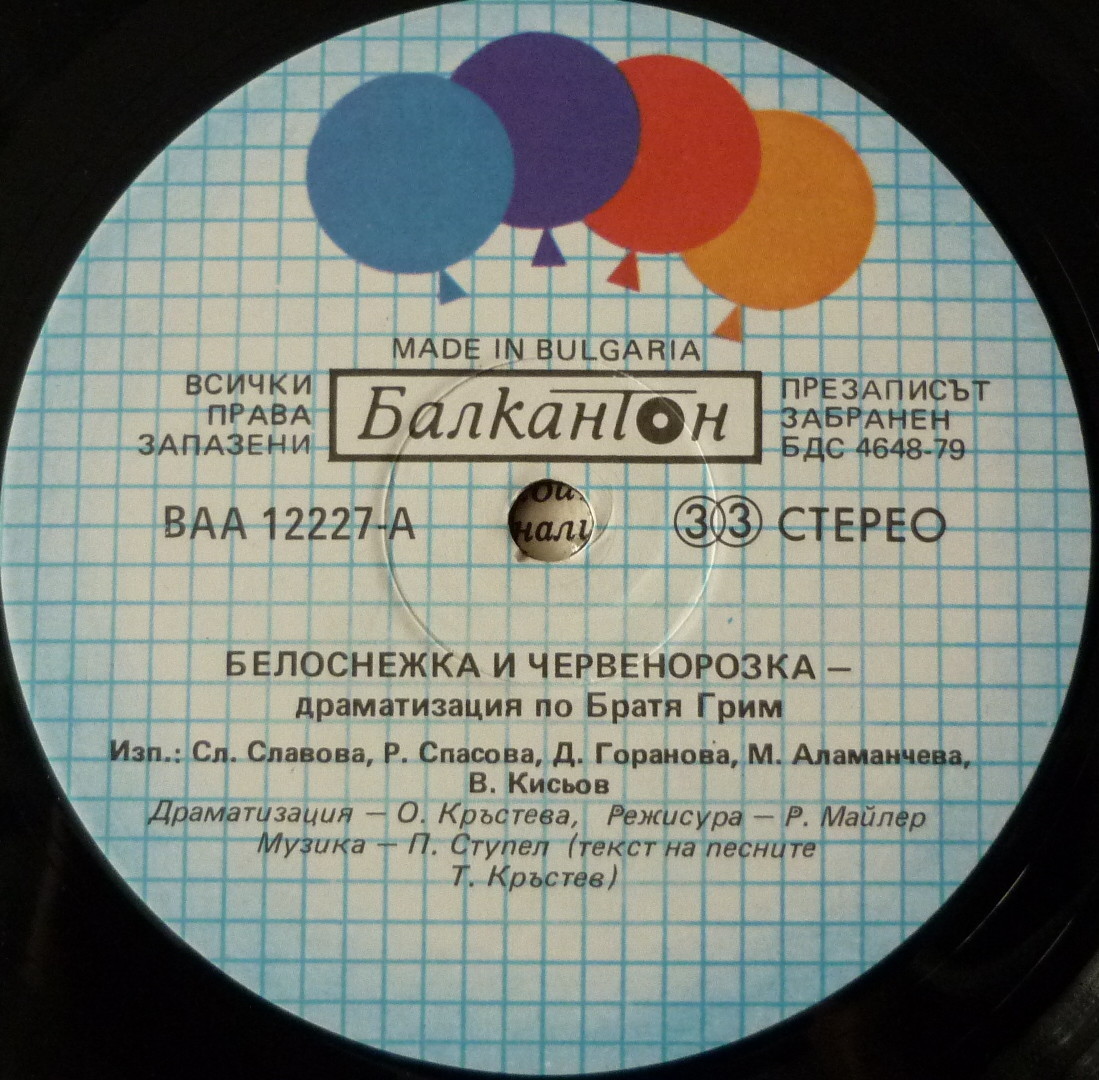 MADE IN BULGARIA
ВСИЧКИ
ПРАВА
ЗАПАЗЕНИ
Балкантон
ПРЕЗАПИСЪТ
ЗАБРАНЕН
БДС 4648-79
ВАА 12227-А
33 СТЕРЕО
БЕЛОСНЕЖКА И ЧЕРВЕНОРОЗКА –
драматизация по Братя Грим
Изп.: Сл. Славова, Р. Спасова, Д. Горанова, М. Аламанчева,
В. Кисьов
Драматизация – О. Кръстева, Режисура – Р. Майлер
Музика – П. Ступел (текст на песните
Т. Кръстев)